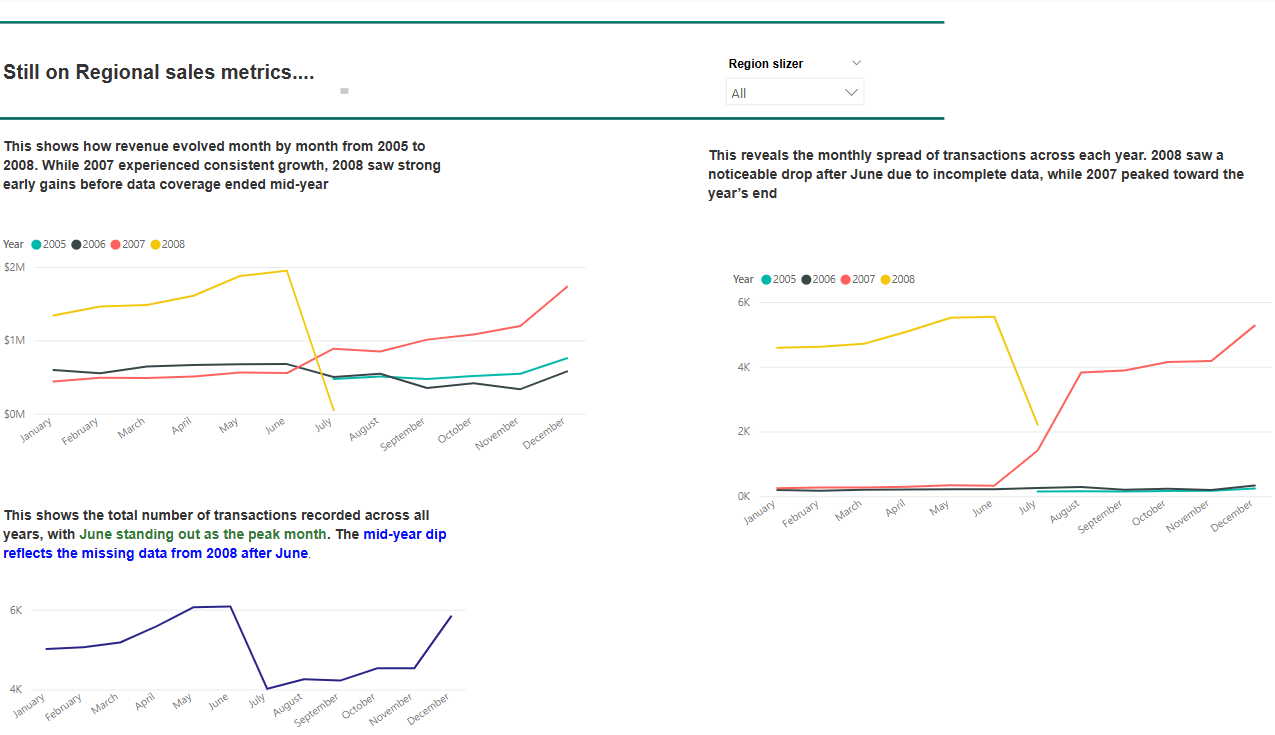 Still on Regional sales metrics....
Region slizer
All
This shows how revenue evolved month by month from 2005 to
2008. While 2007 experienced consistent growth, 2008 saw strong
early gains before data coverage ended mid-year
Year 2005 2006 2007 2008
$2M
$1M
$0M
January February March April May June July August September October November December
This reveals the monthly spread of transactions across each year. 2008 saw a
noticeable drop after June due to incomplete data, while 2007 peaked toward the
year’s end
Year 2005 2006 2007 2008
6K
4K
2K
0K
January February March April May June July August September October November December
This shows the total number of transactions recorded across all
years, with June standing out as the peak month. The mid-year dip
reflects the missing data from 2008 after June.
6K
4K
January February March April May June July August September October November December